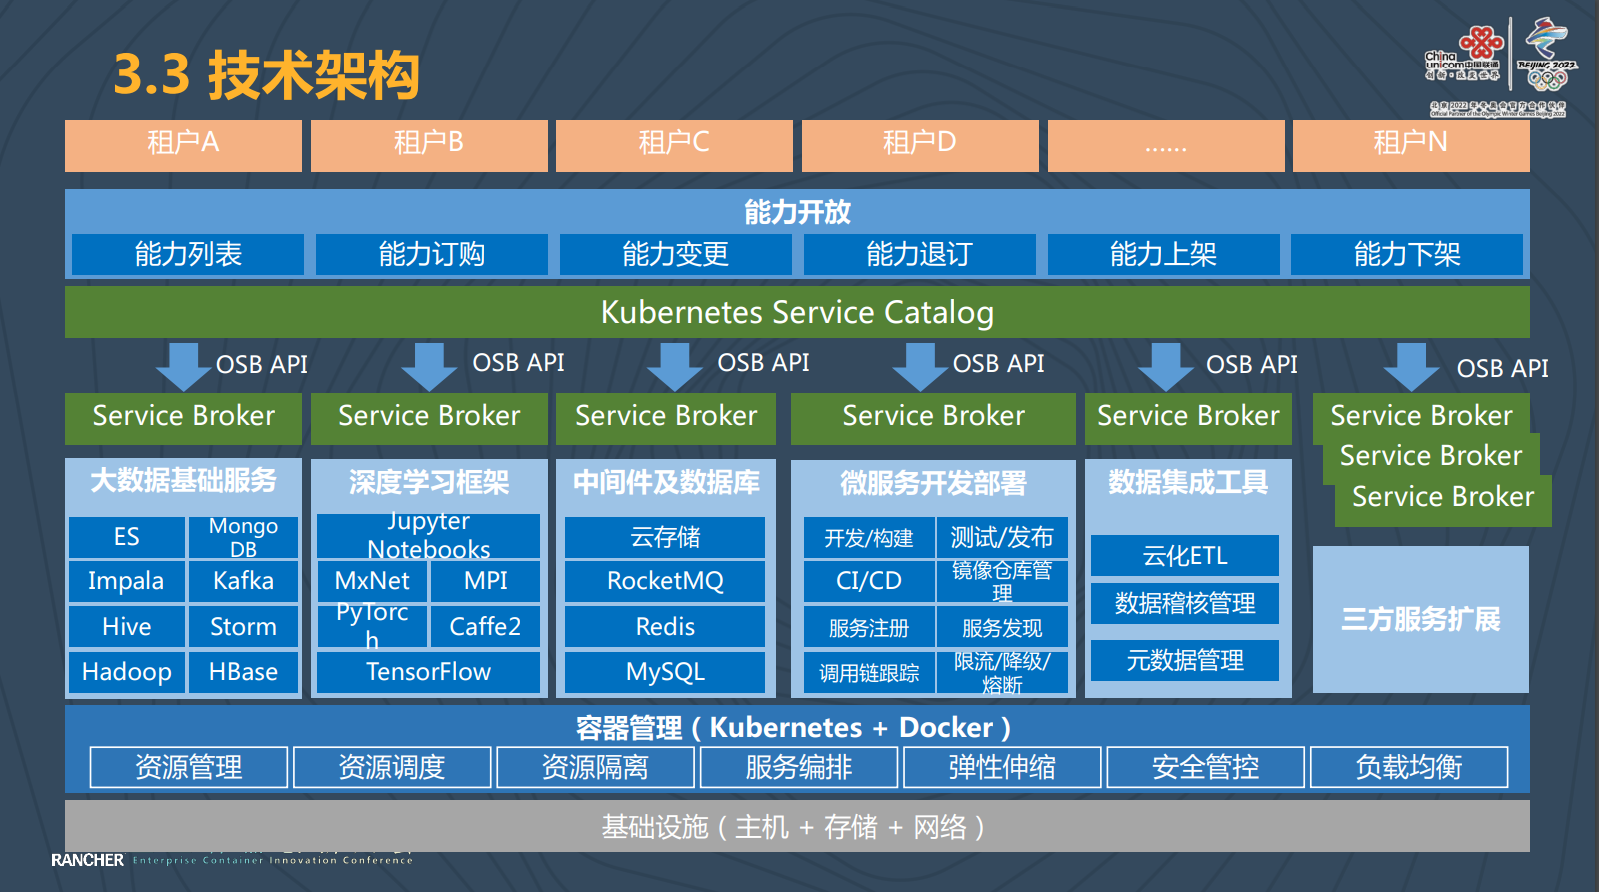 3.3 技术架构
China
unicom中国联通
创新·改变世界
BEIJING 2022
北京2022年冬奥会官方合作伙伴
Official Partner of the Olympic Winter Games Beijing 2022
租户A
租户B
租户C
租户D
......
租户N
能力开放
能力列表
能力订购
能力变更
能力退订
能力上架
能力下架
Kubernetes Service Catalog
OSB API
OSB API
OSB API
OSB API
OSB API
OSB API
Service Broker
Service Broker
Service Broker
Service Broker
Service Broker
Service Broker
Service Broker
Service Broker
大数据基础服务
ES
Mongo
DB
Impala
Kafka
Hive
Storm
Hadoop
HBase
深度学习框架
Jupyter
Notebooks
MxNet
MPI
PyTorc
h
Caffe2
TensorFlow
中间件及数据库
云存储
RocketMQ
Redis
MySQL
微服务开发部署
开发/构建
测试/发布
CI/CD
镜像仓库管
理
服务注册
服务发现
调用链跟踪
限流/降级/
熔断
数据集成工具
云化ETL
数据稽核管理
元数据管理
三方服务扩展
容器管理（Kubernetes + Docker）
资源管理
资源调度
资源隔离
服务编排
弹性伸缩
安全管控
负载均衡
基础设施（主机 + 存储 + 网络）
RANCHER
Enterprise Container Innovation Conference